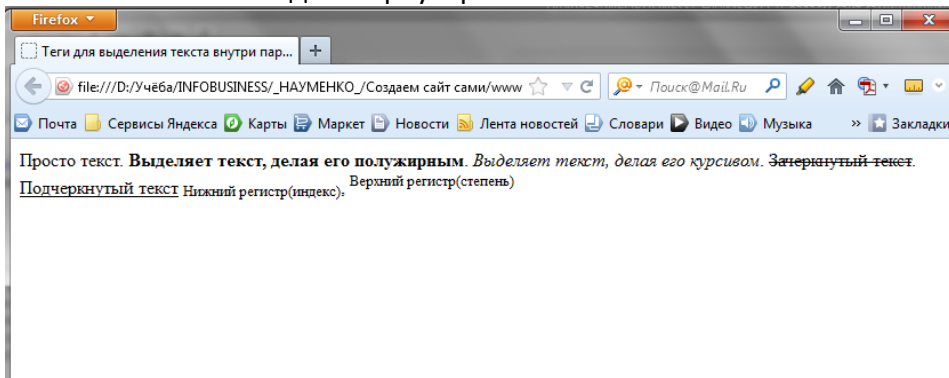 Firefox
Теги для выделения текста внутри пар...
file:///D:/Учёба/INFOBUSINESS/_НАУМЕНКО_/Создаем сайт сами/www
Поиск@Mail.Ru
Почта Сервисы Яндекса Карты Маркет Новости Лента новостей Словари Видео Музыка » Закладки
Просто текст. Выделяет текст, делая его полужирным. Выделяет текст, делая его курсивом. Зачеркнутый текст.
Подчеркнутый текст Нижний регистр(индекс), Верхний регистр(степень)